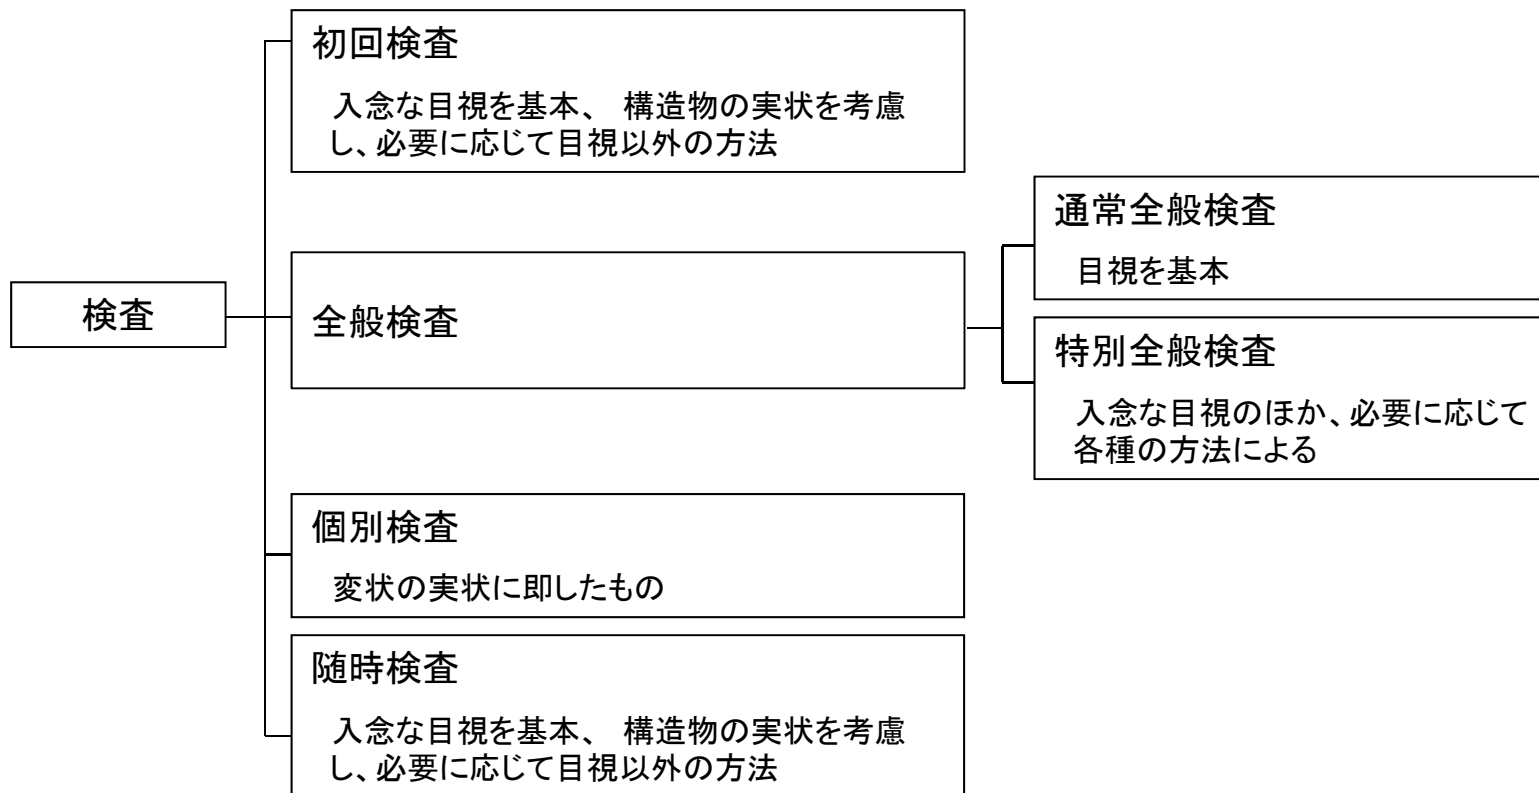 初回検査
入念な目視を基本、 構造物の実状を考慮
し、必要に応じて目視以外の方法
通常全般検査
目視を基本
検査
全般検査
特別全般検査
入念な目視のほか、必要に応じて
各種の方法による
個別検査
変状の実状に即したもの
随時検査
入念な目視を基本、 構造物の実状を考慮
し、必要に応じて目視以外の方法